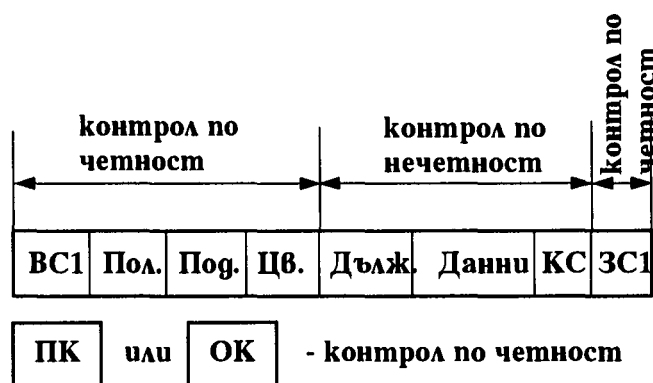 контрол по
четност
контрол по
нечетност
контрол по
четност
ВС1 Пол. Под. Цв. Дълж. Данни КС ЗС1
ПК или ОК - контрол по четност